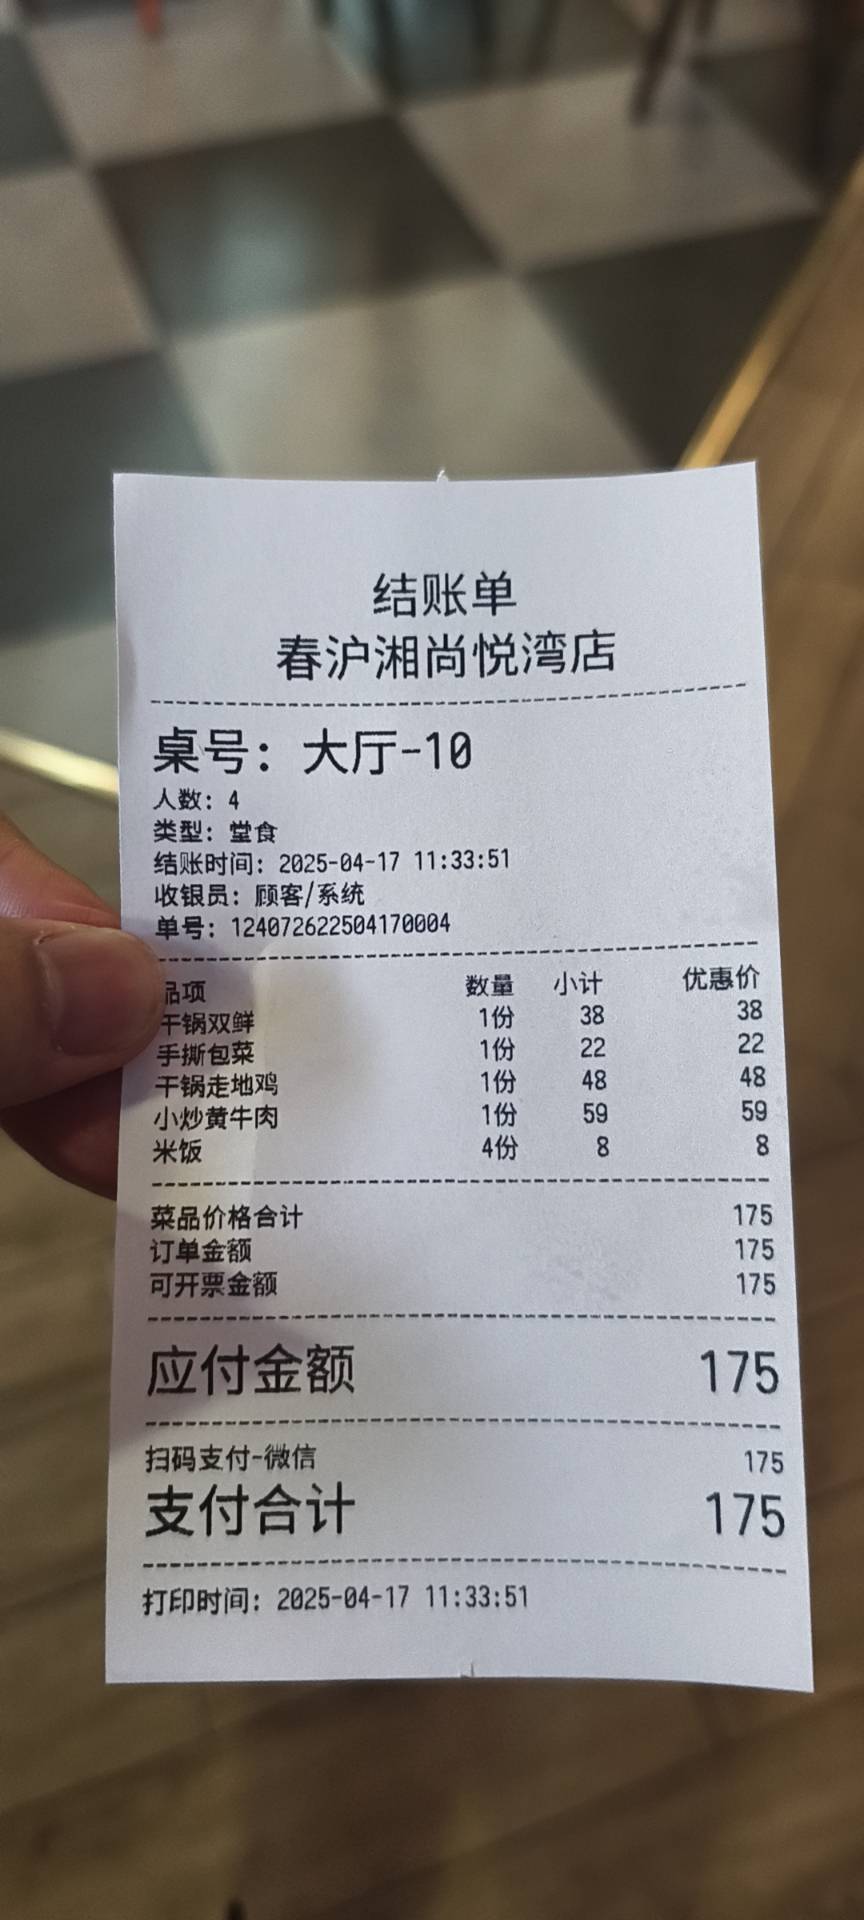 结账单
春沪湘尚悦湾店
桌号：大厅-10
人数：4
类型：堂食
结账时间：2025-04-17 11:33:51
收银员：顾客/系统
单号：124072622504170004
品项 数量 小计 优惠价
干锅双鲜 1份 38 38
手撕包菜 1份 22 22
干锅走地鸡 1份 48 48
小炒黄牛肉 1份 59 59
米饭 4份 8 8
菜品价格合计 175
订单金额 175
可开票金额 175
应付金额 175
扫码支付-微信 175
支付合计 175
打印时间：2025-04-17 11:33:51